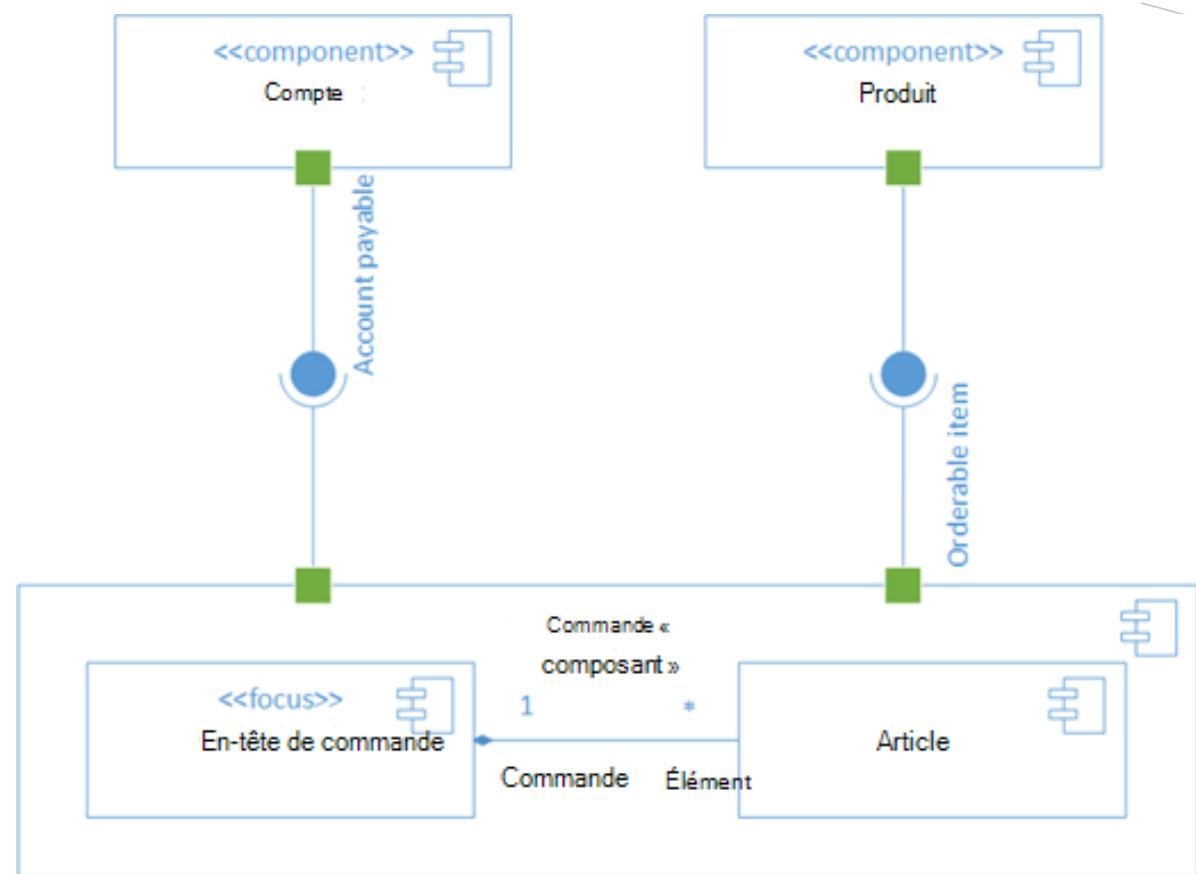 <<component>>
Compte
<<component>>
Produit
Account payable
Orderable item
Commande «
composant »
<<focus>>
En-tête de commande
1
*
Commande
Élément
Article